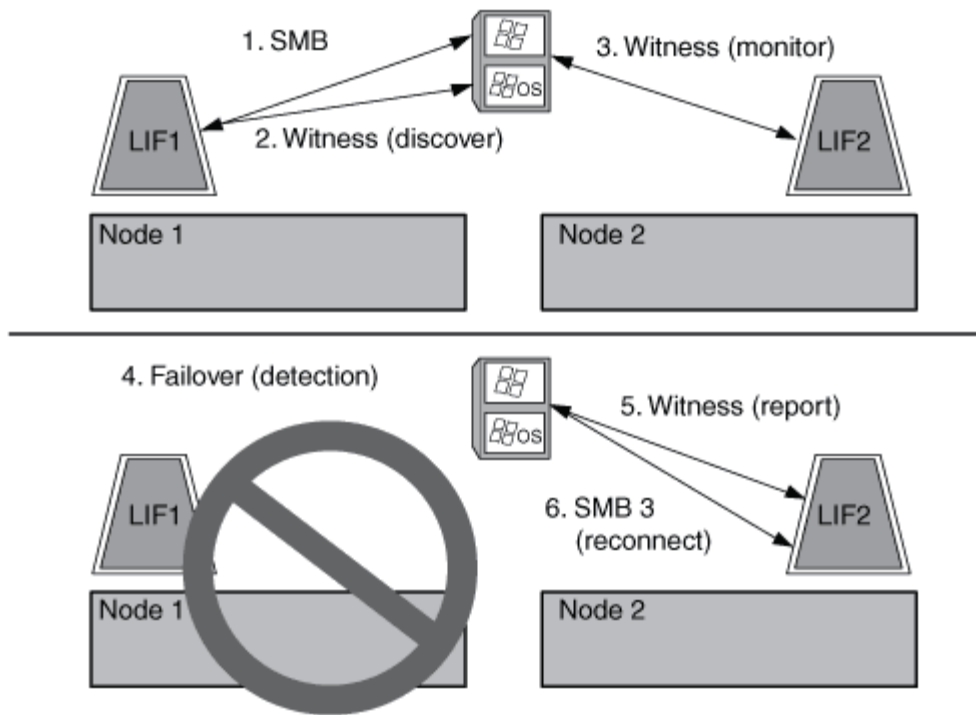 1. SMB
3. Witness (monitor)
2. Witness (discover)
OS
LIF1
LIF2
Node 1
Node 2
4. Failover (detection)
5. Witness (report)
OS
LIF1
6. SMB 3
(reconnect)
LIF2
Node 1
Node 2